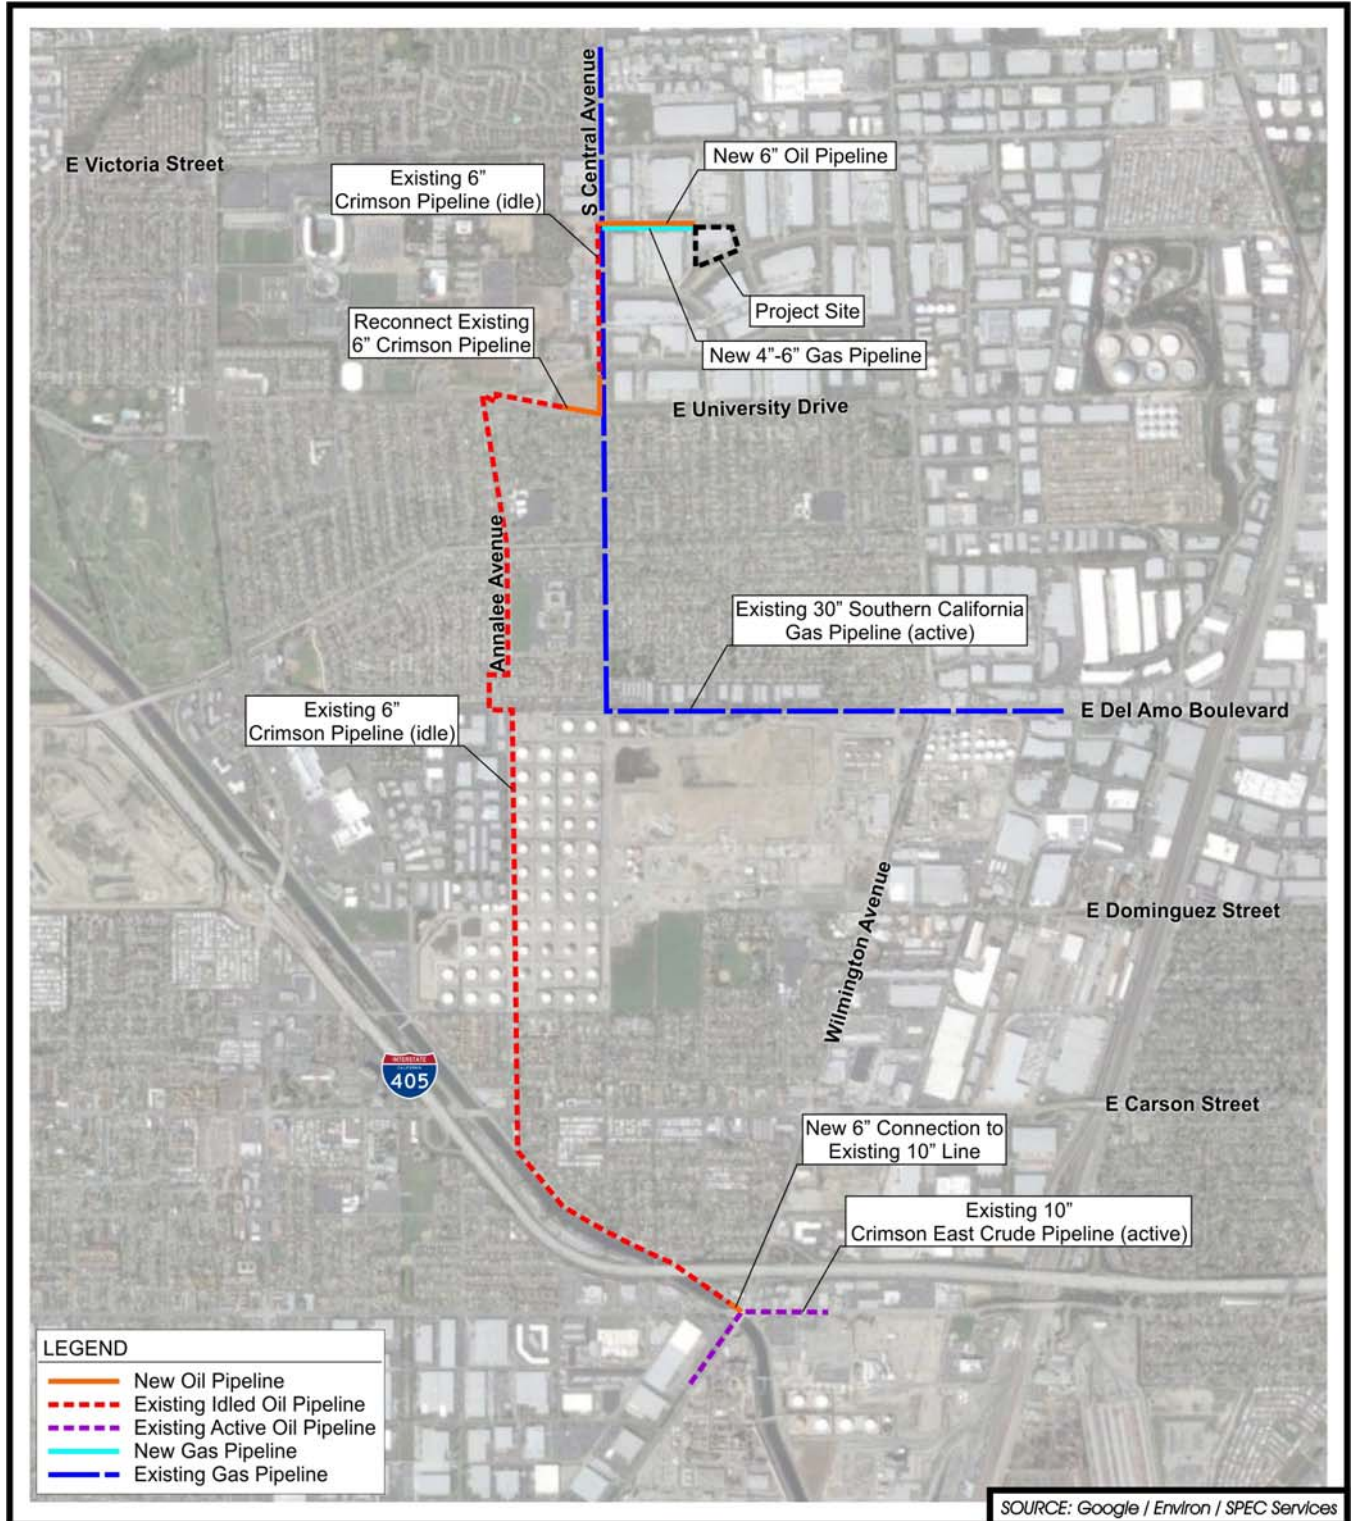 S Central Avenue
E Victoria Street
New 6” Oil Pipeline
Existing 6”
Crimson Pipeline (idle)
Project Site
Reconnect Existing
6” Crimson Pipeline
New 4”-6” Gas Pipeline
E University Drive
Annalee Avenue
Existing 30” Southern California
Gas Pipeline (active)
Existing 6”
Crimson Pipeline (idle)
E Del Amo Boulevard
Wilmington Avenue
E Dominguez Street
INTERSTATE
CALIFORNIA
405
E Carson Street
New 6” Connection to
Existing 10” Line
Existing 10”
Crimson East Crude Pipeline (active)
LEGEND
New Oil Pipeline
Existing Idled Oil Pipeline
Existing Active Oil Pipeline
New Gas Pipeline
Existing Gas Pipeline
SOURCE: Google / Environ / SPEC Services